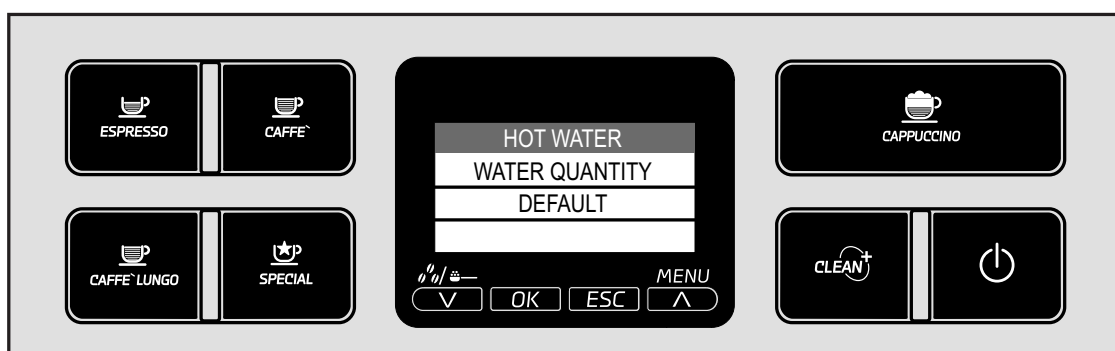 ESPRESSO
CAFFE`
CAFFE` LUNGO
SPECIAL
HOT WATER
WATER QUANTITY
DEFAULT
MENU
OK
ESC
CAPPUCCINO
CLEAN+